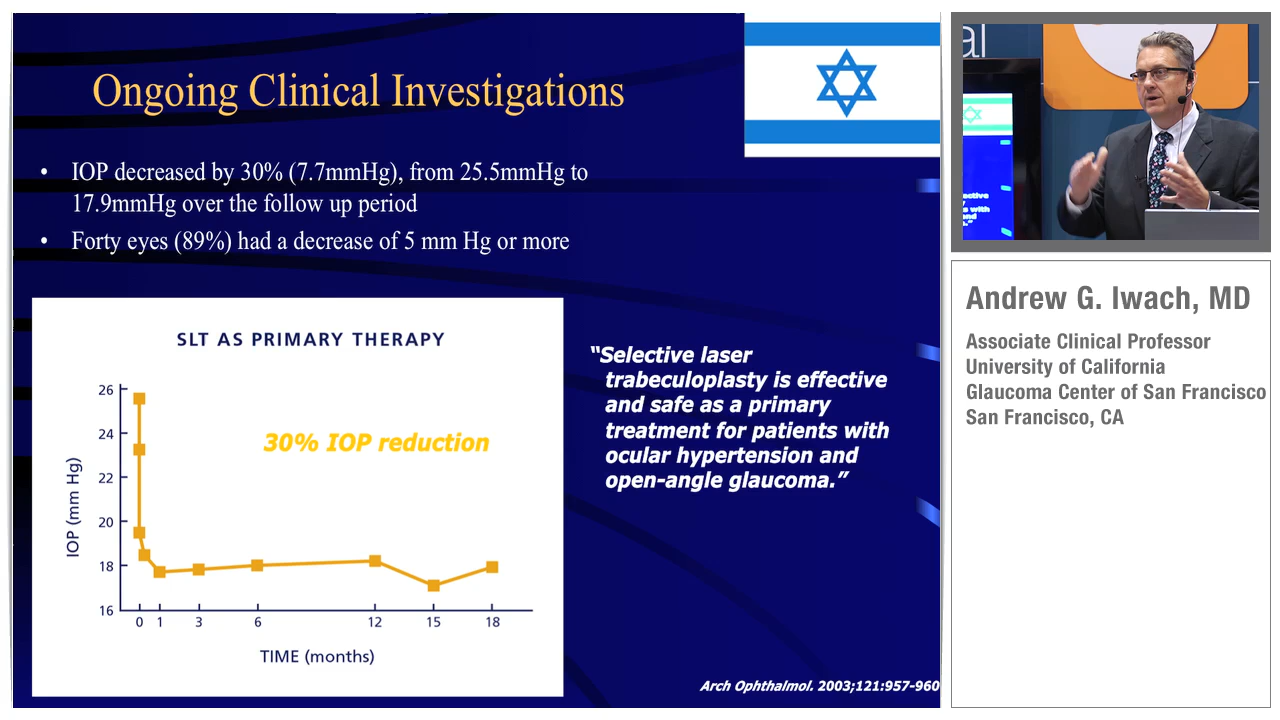 Ongoing Clinical Investigations
• IOP decreased by 30% (7.7mmHg), from 25.5mmHg to
17.9mmHg over the follow up period
• Forty eyes (89%) had a decrease of 5 mm Hg or more
SLT AS PRIMARY THERAPY
30% IOP reduction
IOP (mm Hg)
26
24
22
20
18
16
0 1 3 6 12 15 18
TIME (months)
“Selective laser
trabeculoplasty is effective
and safe as a primary
treatment for patients with
ocular hypertension and
open-angle glaucoma.”
Arch Ophthalmol. 2003;121:957-960
al
Andrew G. Iwach, MD
Associate Clinical Professor
University of California
Glaucoma Center of San Francisco
San Francisco, CA